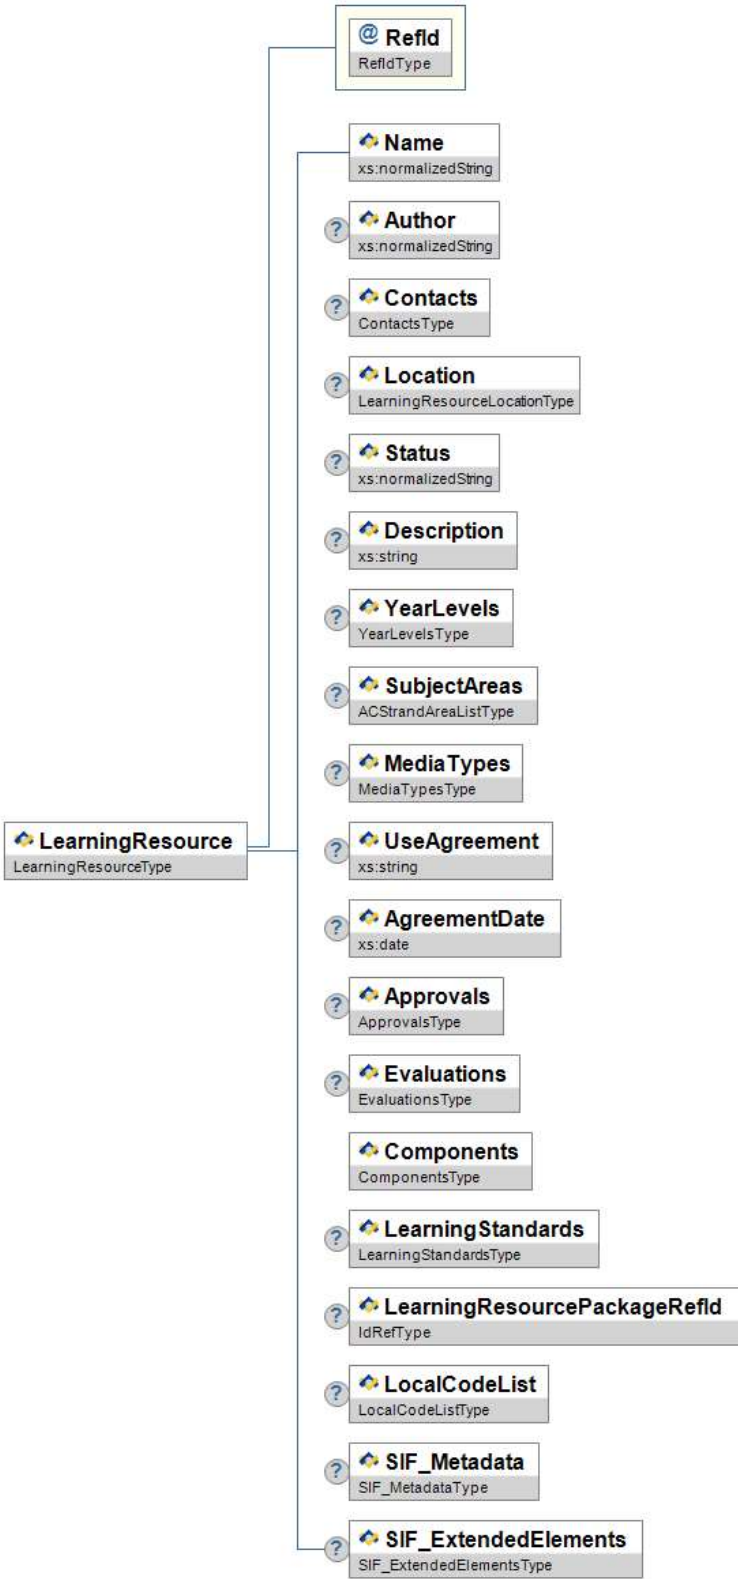 @ RefId
RefIdType
Name
xs:normalizedString
? Author
xs:normalizedString
? Contacts
ContactsType
? Location
LearningResourceLocationType
? Status
xs:normalizedString
? Description
xs:string
? YearLevels
YearLevelsType
? SubjectAreas
ACStrandAreaListType
? MediaTypes
MediaTypesType
LearningResource
LearningResourceType
? UseAgreement
xs:string
? AgreementDate
xs:date
? Approvals
ApprovalsType
? Evaluations
EvaluationsType
Components
ComponentsType
? LearningStandards
LearningStandardsType
? LearningResourcePackageRefId
IdRefType
? LocalCodeList
LocalCodeListType
? SIF_Metadata
SIF_MetadataType
? SIF_ExtendedElements
SIF_ExtendedElementsType